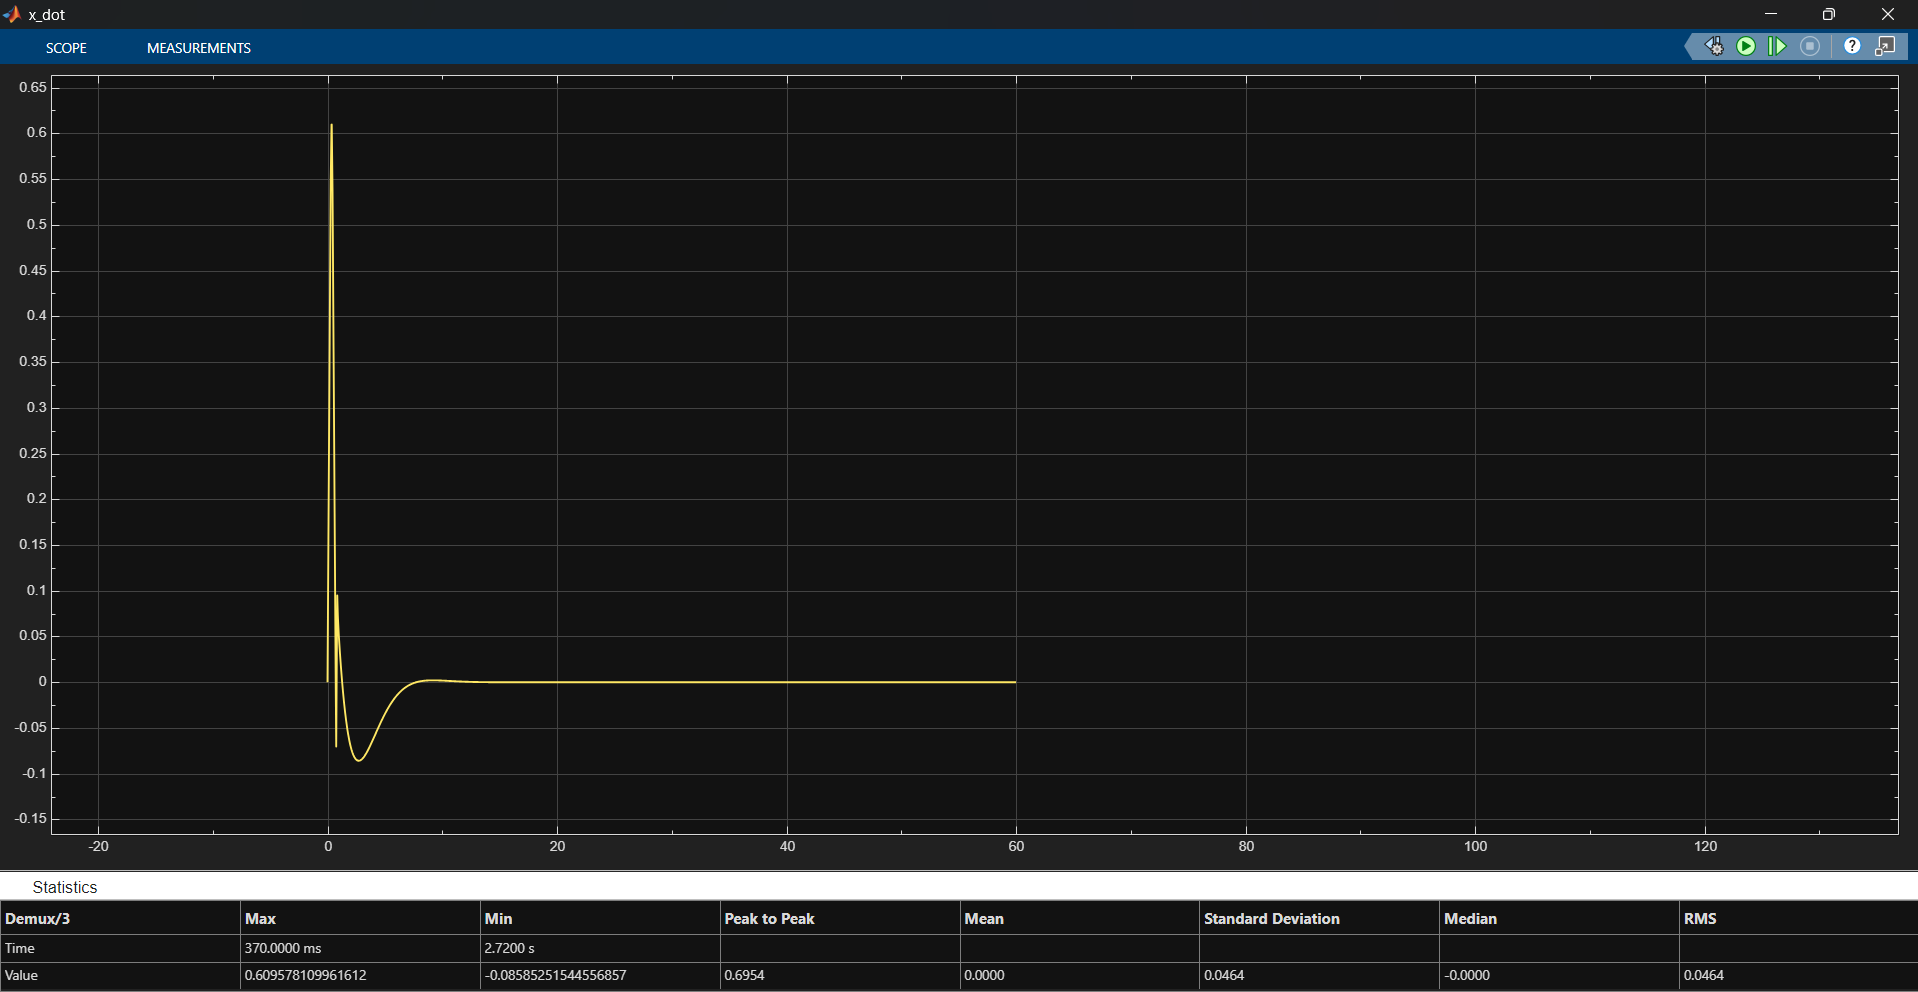 x_dot
SCOPE MEASUREMENTS
?
0.65
0.6
0.55
0.5
0.45
0.4
0.35
0.3
0.25
0.2
0.15
0.1
0.05
0
-0.05
-0.1
-0.15
-20 0 20 40 60 80 100 120
Statistics
Demux/3 Max Min Peak to Peak Mean Standard Deviation Median RMS
Time 370.0000 ms 2.7200 s
Value 0.609578109961612 -0.08585251544556857 0.6954 0.0000 0.0464 -0.0000 0.0464